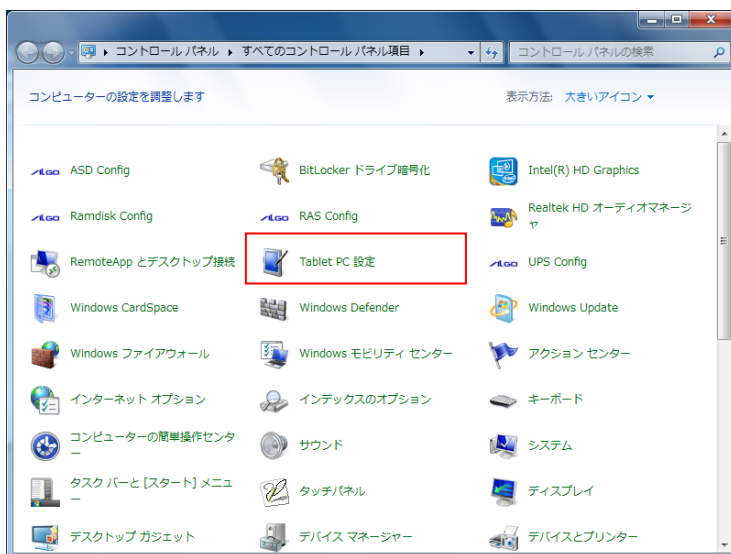 コントロール パネル ▸ すべてのコントロール パネル項目 ▸
コントロール パネルの検索
コンピューターの設定を調整します
表示方法: 大きいアイコン
ALGO ASD Config
BitLocker ドライブ暗号化
Intel(R) HD Graphics
ALGO Ramdisk Config
ALGO RAS Config
Realtek HD オーディオマネージ
ャ
RemoteApp とデスクトップ接続
Tablet PC 設定
ALGO UPS Config
Windows CardSpace
Windows Defender
Windows Update
Windows ファイアウォール
Windows モビリティ センター
アクション センター
インターネット オプション
インデックスのオプション
キーボード
コンピューターの簡単操作センタ
ー
サウンド
システム
タスク バーと [スタート] メニュ
ー
タッチパネル
ディスプレイ
デスクトップ ガジェット
デバイス マネージャー
デバイスとプリンター